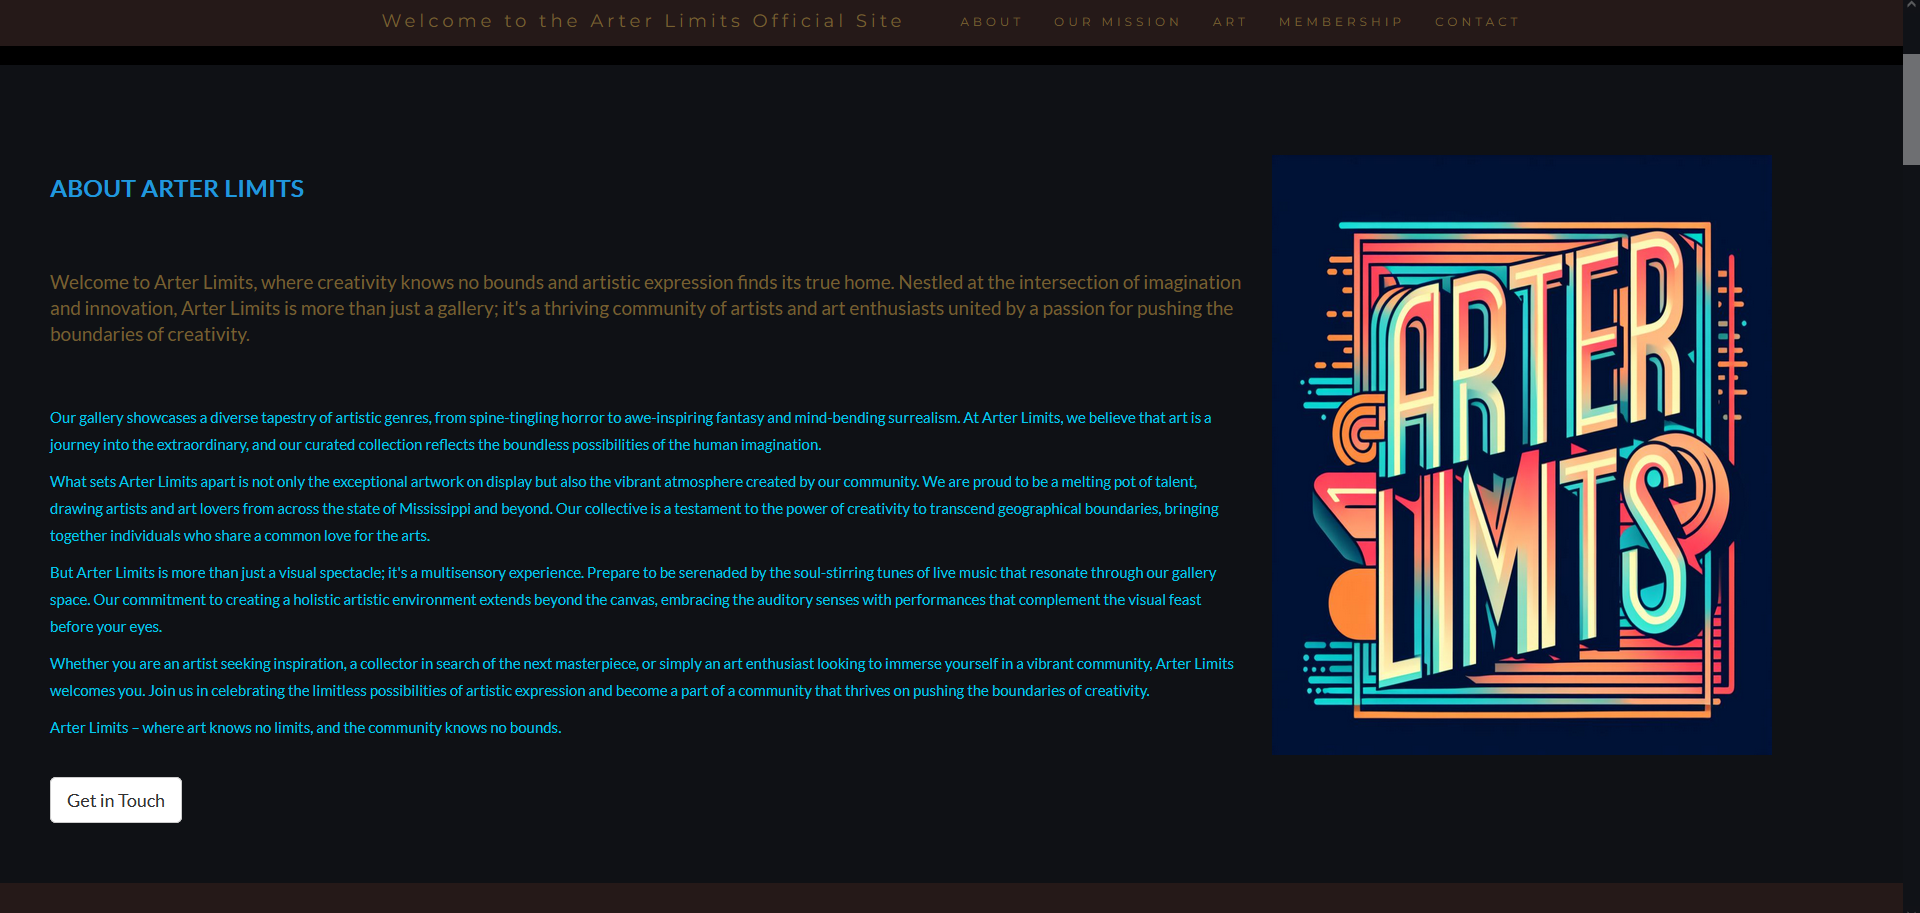 Welcome to the Arter Limits Official Site
ABOUT
OUR MISSION
ART
MEMBERSHIP
CONTACT
ABOUT ARTER LIMITS
Welcome to Arter Limits, where creativity knows no bounds and artistic expression finds its true home. Nestled at the intersection of imagination
and innovation, Arter Limits is more than just a gallery; it's a thriving community of artists and art enthusiasts united by a passion for pushing the
boundaries of creativity.
Our gallery showcases a diverse tapestry of artistic genres, from spine-tingling horror to awe-inspiring fantasy and mind-bending surrealism. At Arter Limits, we believe that art is a
journey into the extraordinary, and our curated collection reflects the boundless possibilities of the human imagination.
What sets Arter Limits apart is not only the exceptional artwork on display but also the vibrant atmosphere created by our community. We are proud to be a melting pot of talent,
drawing artists and art lovers from across the state of Mississippi and beyond. Our collective is a testament to the power of creativity to transcend geographical boundaries, bringing
together individuals who share a common love for the arts.
But Arter Limits is more than just a visual spectacle; it's a multisensory experience. Prepare to be serenaded by the soul-stirring tunes of live music that resonate through our gallery
space. Our commitment to creating a holistic artistic environment extends beyond the canvas, embracing the auditory senses with performances that complement the visual feast
before your eyes.
Whether you are an artist seeking inspiration, a collector in search of the next masterpiece, or simply an art enthusiast looking to immerse yourself in a vibrant community, Arter Limits
welcomes you. Join us in celebrating the limitless possibilities of artistic expression and become a part of a community that thrives on pushing the boundaries of creativity.
Arter Limits – where art knows no limits, and the community knows no bounds.
Get in Touch
ARTER
LIMITS